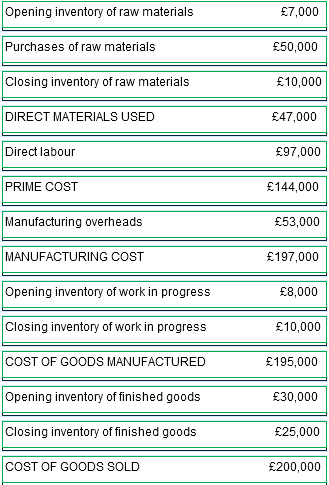 Opening inventory of raw materials £7,000
Purchases of raw materials £50,000
Closing inventory of raw materials £10,000
DIRECT MATERIALS USED £47,000
Direct labour £97,000
PRIME COST £144,000
Manufacturing overheads £53,000
MANUFACTURING COST £197,000
Opening inventory of work in progress £8,000
Closing inventory of work in progress £10,000
COST OF GOODS MANUFACTURED £195,000
Opening inventory of finished goods £30,000
Closing inventory of finished goods £25,000
COST OF GOODS SOLD £200,000